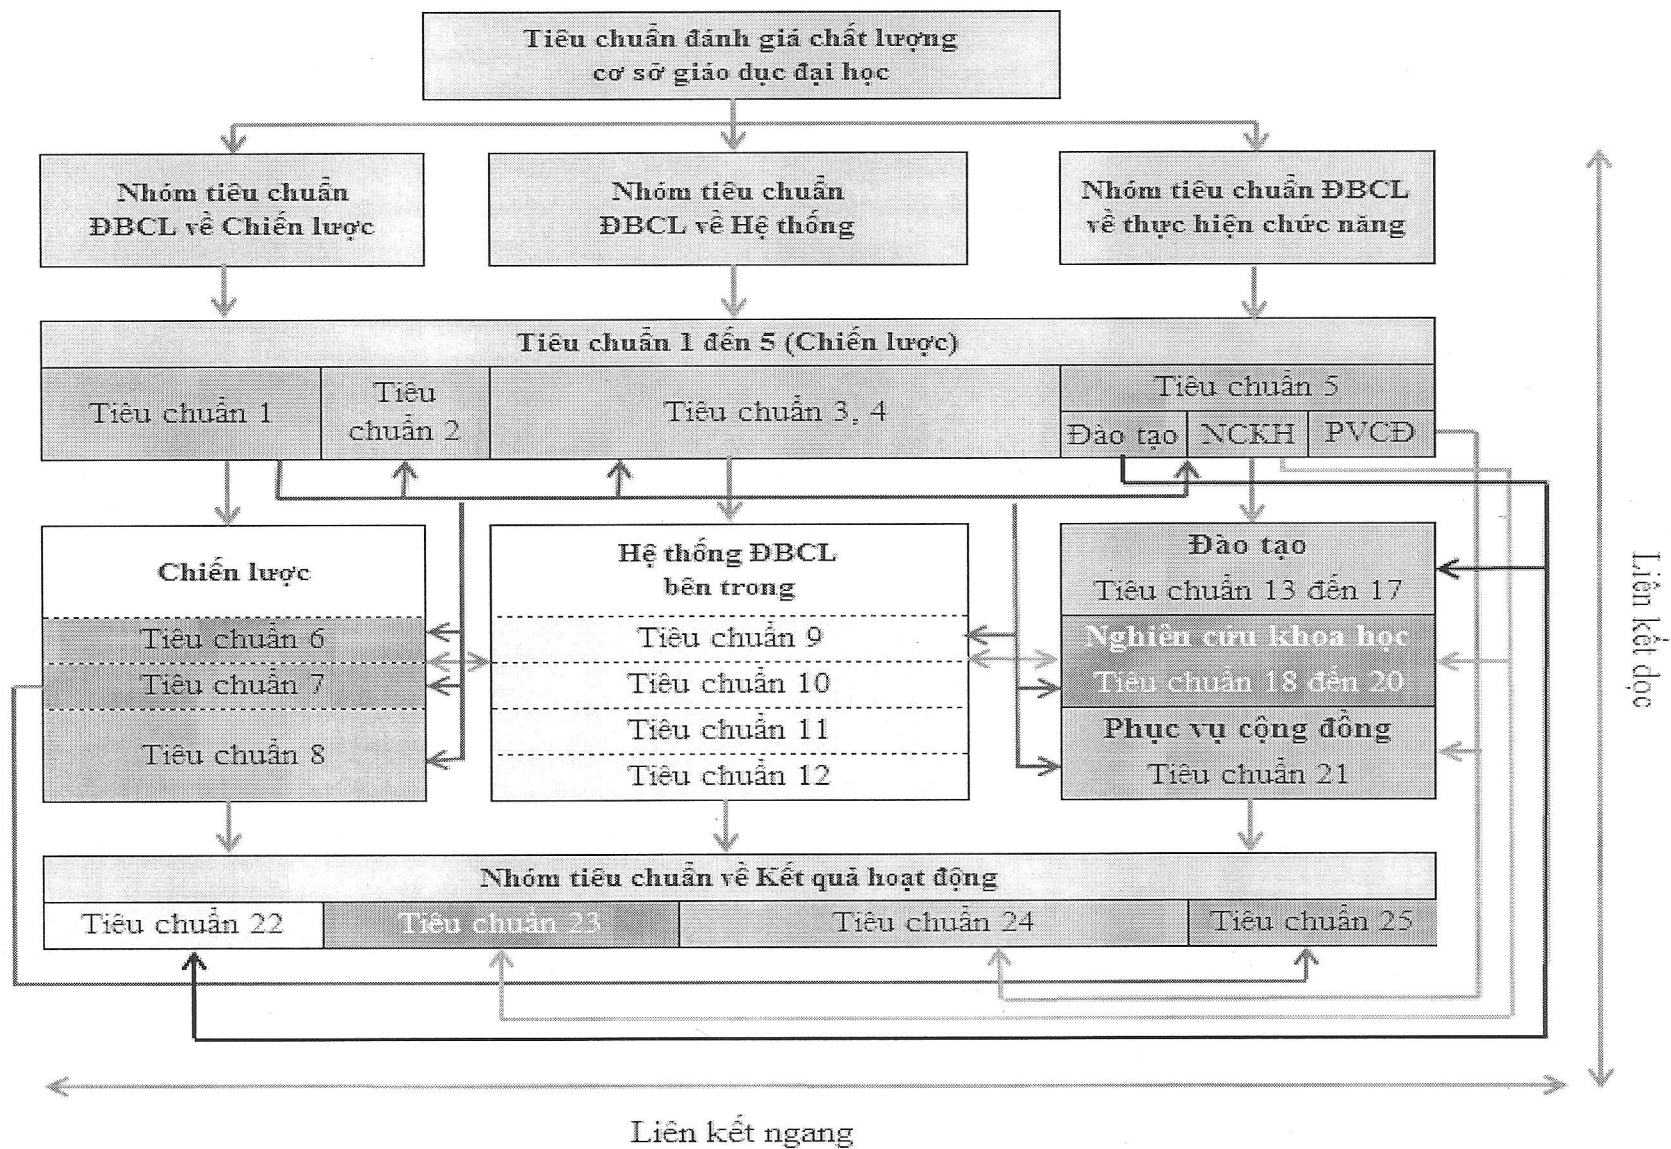 Tiêu chuẩn đánh giá chất lượng
cơ sở giáo dục đại học
Nhóm tiêu chuẩn
ĐBCL về Chiến lược
Nhóm tiêu chuẩn
ĐBCL về Hệ thống
Nhóm tiêu chuẩn ĐBCL
về thực hiện chức năng
Tiêu chuẩn 1 đến 5 (Chiến lược)
Tiêu chuẩn 1
Tiêu
chuẩn 2
Tiêu chuẩn 3, 4
Tiêu chuẩn 5
Đào tạo
NCKH
PVCĐ
Chiến lược
Tiêu chuẩn 6
Tiêu chuẩn 7
Tiêu chuẩn 8
Hệ thống ĐBCL
bên trong
Tiêu chuẩn 9
Tiêu chuẩn 10
Tiêu chuẩn 11
Tiêu chuẩn 12
Đào tạo
Tiêu chuẩn 13 đến 17
Nghiên cứu khoa học
Tiêu chuẩn 18 đến 20
Phục vụ cộng đồng
Tiêu chuẩn 21
Nhóm tiêu chuẩn về Kết quả hoạt động
Tiêu chuẩn 22
Tiêu chuẩn 23
Tiêu chuẩn 24
Tiêu chuẩn 25
Liên kết dọc
Liên kết ngang